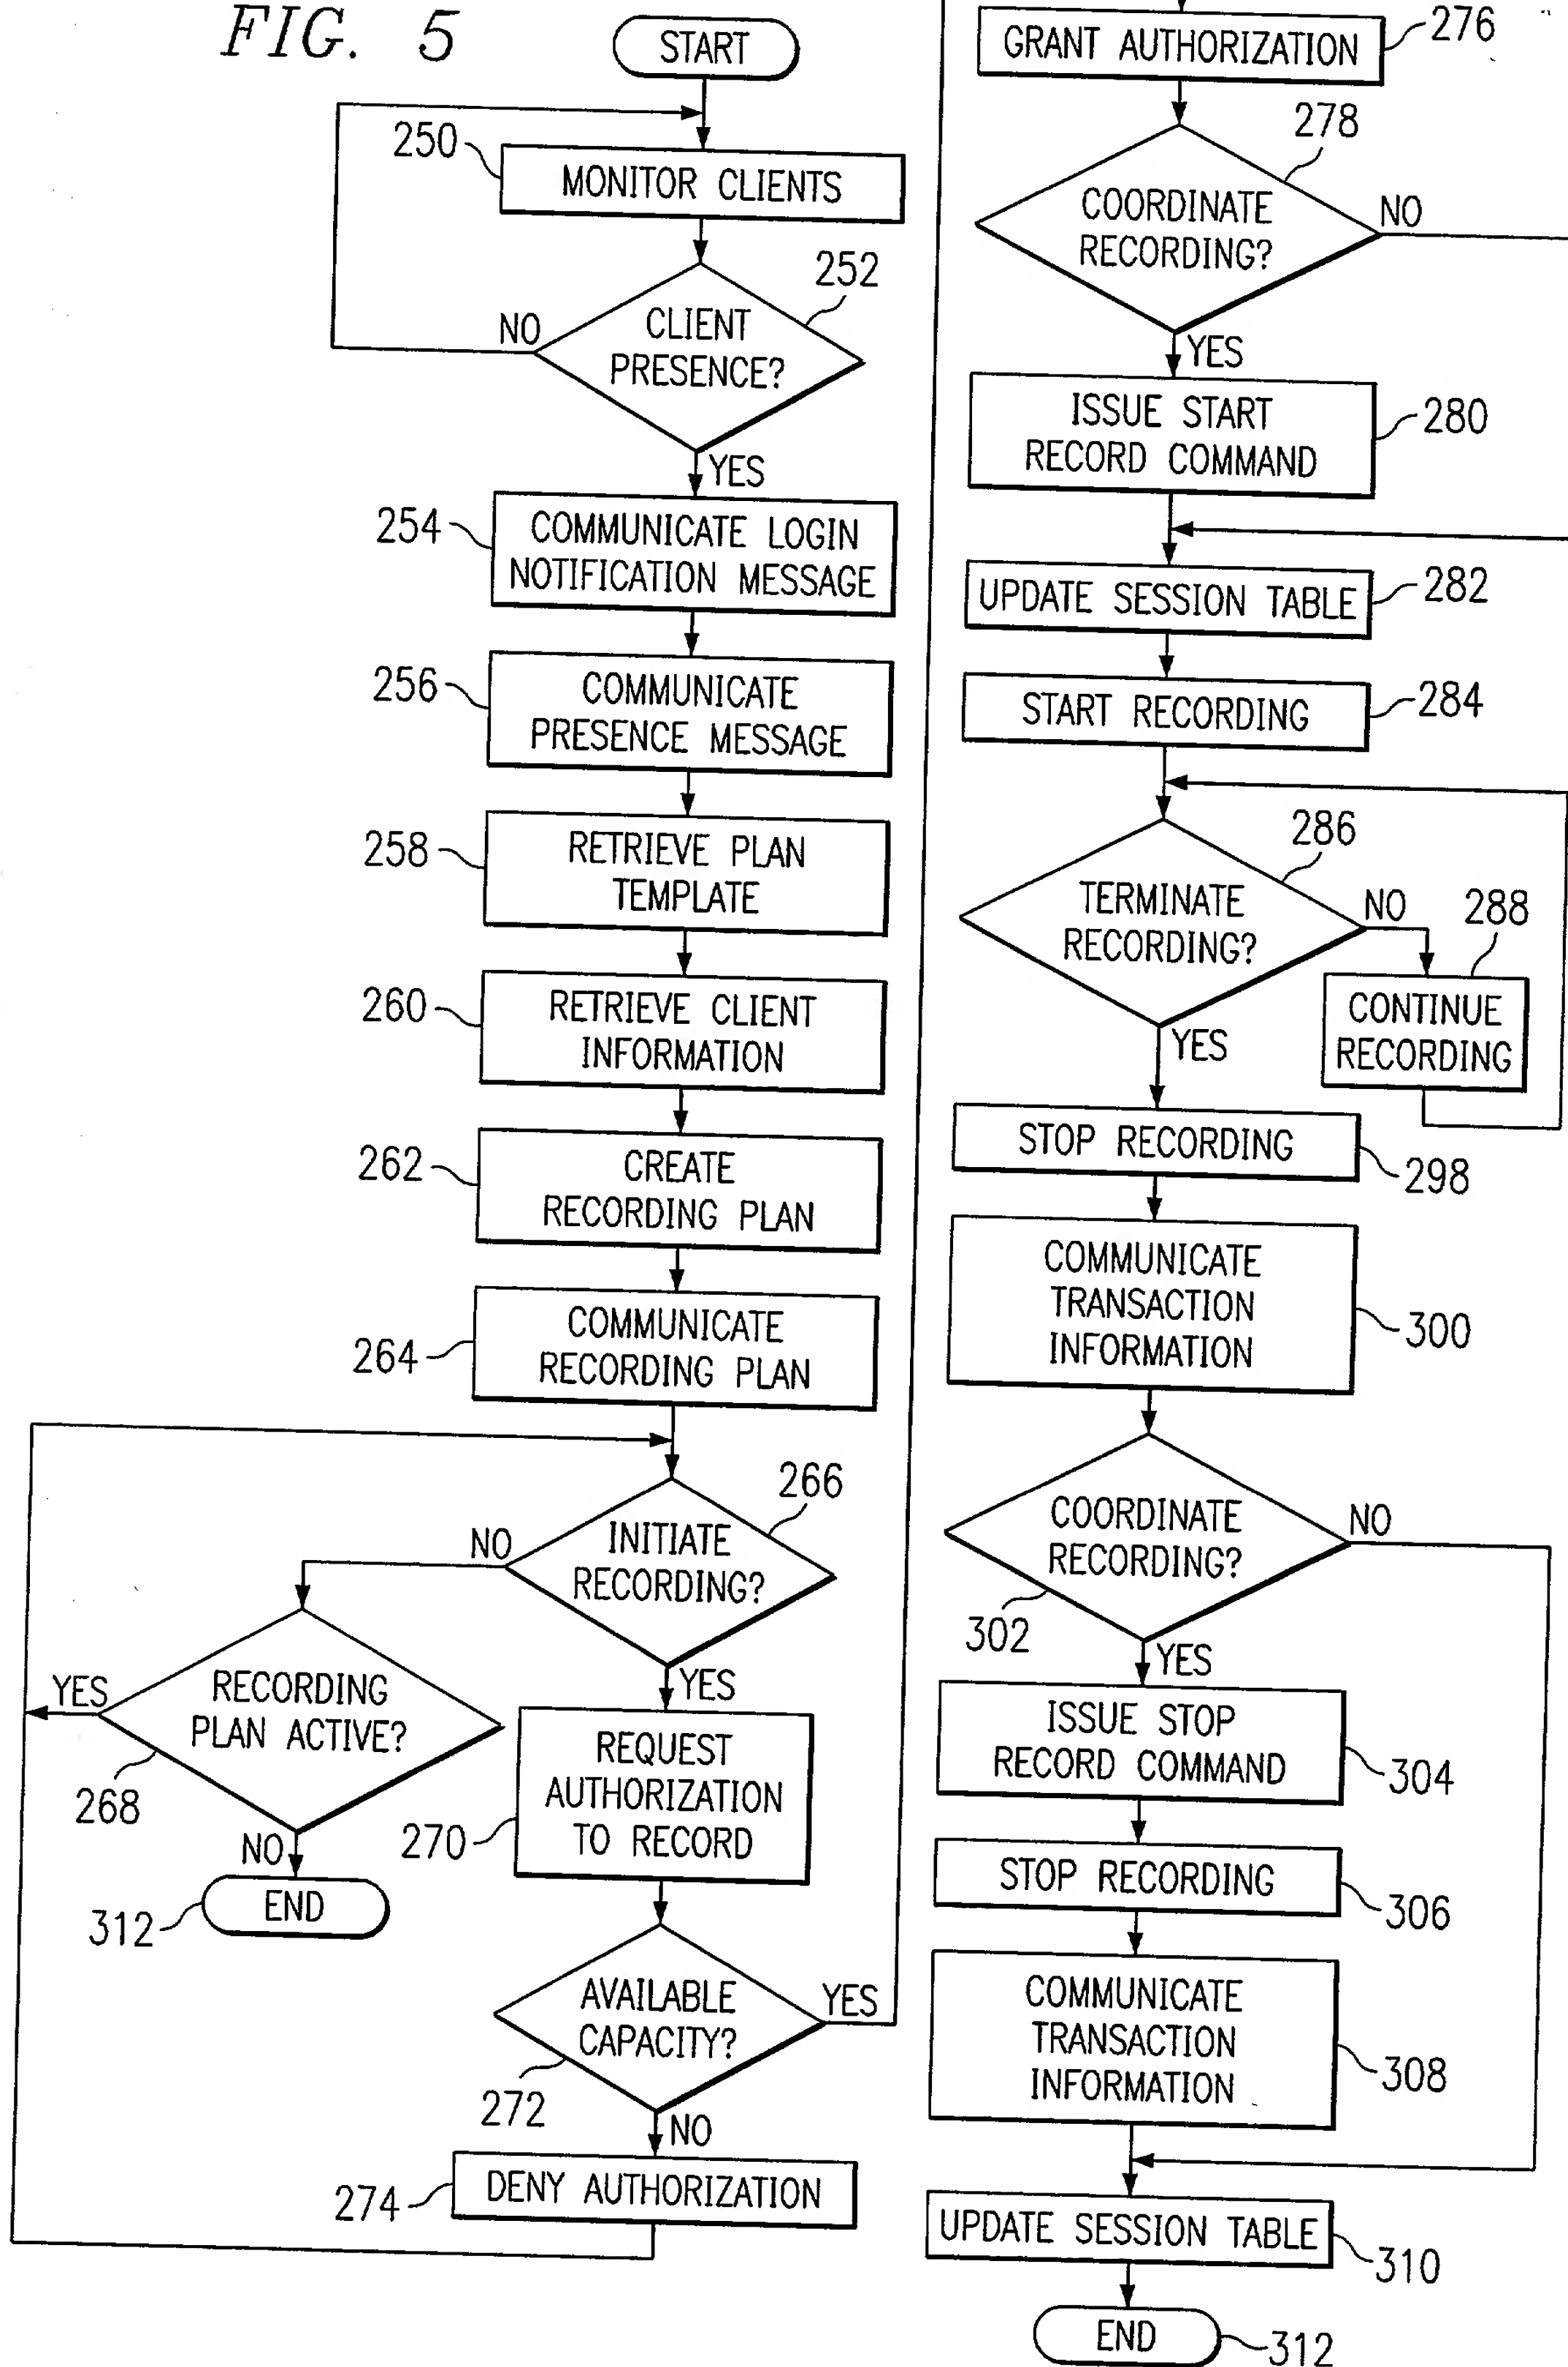 FIG. 5
START
250
MONITOR CLIENTS
252
CLIENT
PRESENCE?
NO
YES
254
COMMUNICATE LOGIN
NOTIFICATION MESSAGE
256
COMMUNICATE
PRESENCE MESSAGE
258
RETRIEVE PLAN
TEMPLATE
260
RETRIEVE CLIENT
INFORMATION
262
CREATE
RECORDING PLAN
264
COMMUNICATE
RECORDING PLAN
266
INITIATE
RECORDING?
NO
YES
RECORDING
PLAN ACTIVE?
YES
268
NO
END
312
REQUEST
AUTHORIZATION
TO RECORD
270
AVAILABLE
CAPACITY?
YES
272
NO
274
DENY AUTHORIZATION
GRANT AUTHORIZATION
276
278
COORDINATE
RECORDING?
NO
YES
ISSUE START
RECORD COMMAND
280
UPDATE SESSION TABLE
282
START RECORDING
284
286
TERMINATE
RECORDING?
NO
288
CONTINUE
RECORDING
YES
STOP RECORDING
298
COMMUNICATE
TRANSACTION
INFORMATION
300
COORDINATE
RECORDING?
NO
302
YES
ISSUE STOP
RECORD COMMAND
304
STOP RECORDING
306
COMMUNICATE
TRANSACTION
INFORMATION
308
UPDATE SESSION TABLE
310
END
312